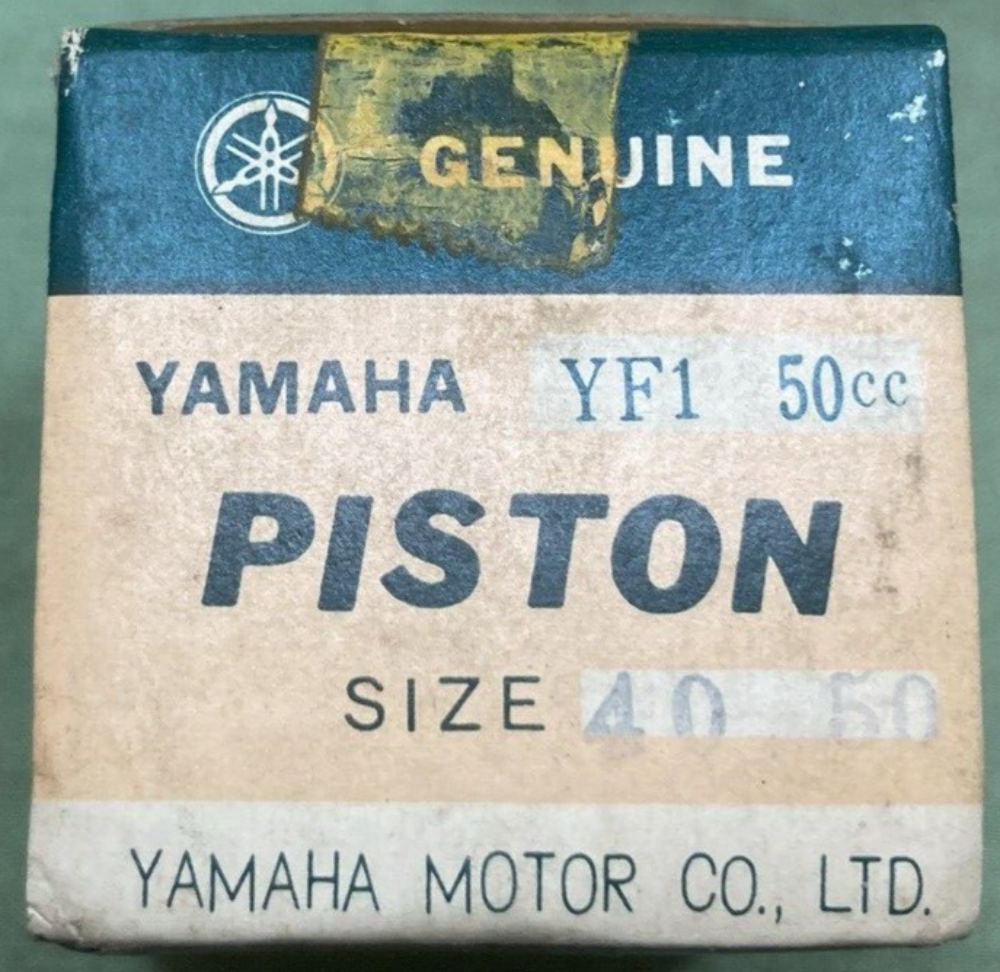 GENUINE
YAMAHA YF1 50cc
PISTON
SIZE 40 50
YAMAHA MOTOR CO., LTD.